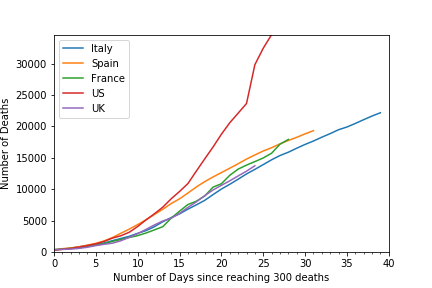 Italy
Spain
France
US
UK
Number of Deaths
30000
25000
20000
15000
10000
5000
0
0 5 10 15 20 25 30 35 40
Number of Days since reaching 300 deaths